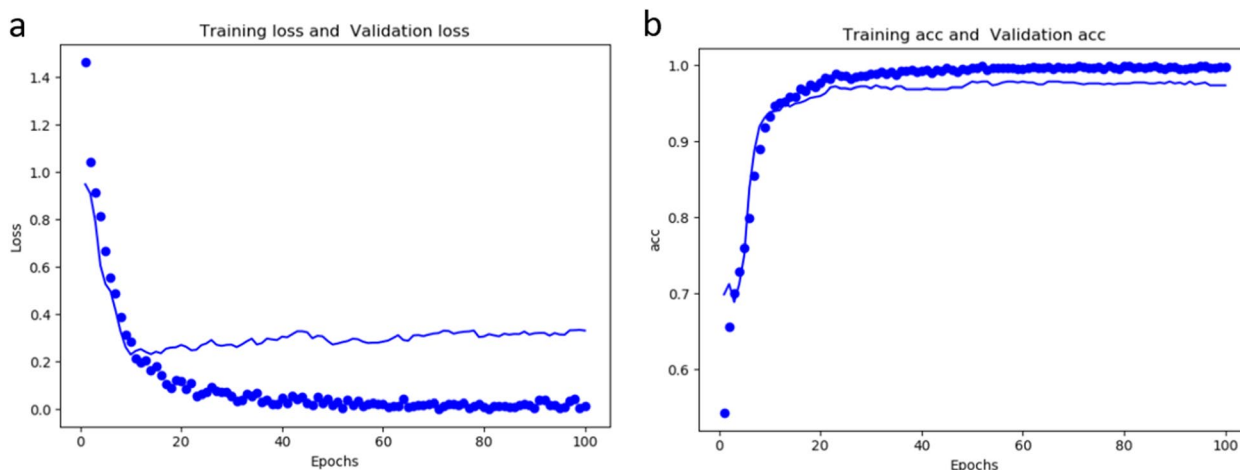 a
Training loss and  Validation loss
Loss
1.4
1.2
1.0
0.8
0.6
0.4
0.2
0.0
0 20 40 60 80 100
Epochs
b
Training acc and  Validation acc
acc
1.0
0.9
0.8
0.7
0.6
0 20 40 60 80 100
Epochs